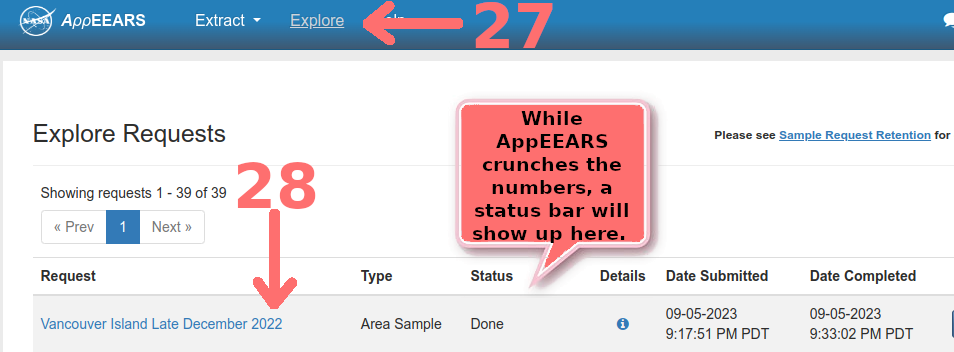 NASA AppEEARS Extract Explore 27
While
AppEEARS
crunches the
numbers, a
status bar will
show up here.
Explore Requests
Please see Sample Request Retention for
28
Showing requests 1 - 39 of 39
« Prev 1 Next »
Request Type Status Details Date Submitted Date Completed
Vancouver Island Late December 2022 Area Sample Done 09-05-2023 09-05-2023
9:17:51 PM PDT 9:33:02 PM PDT